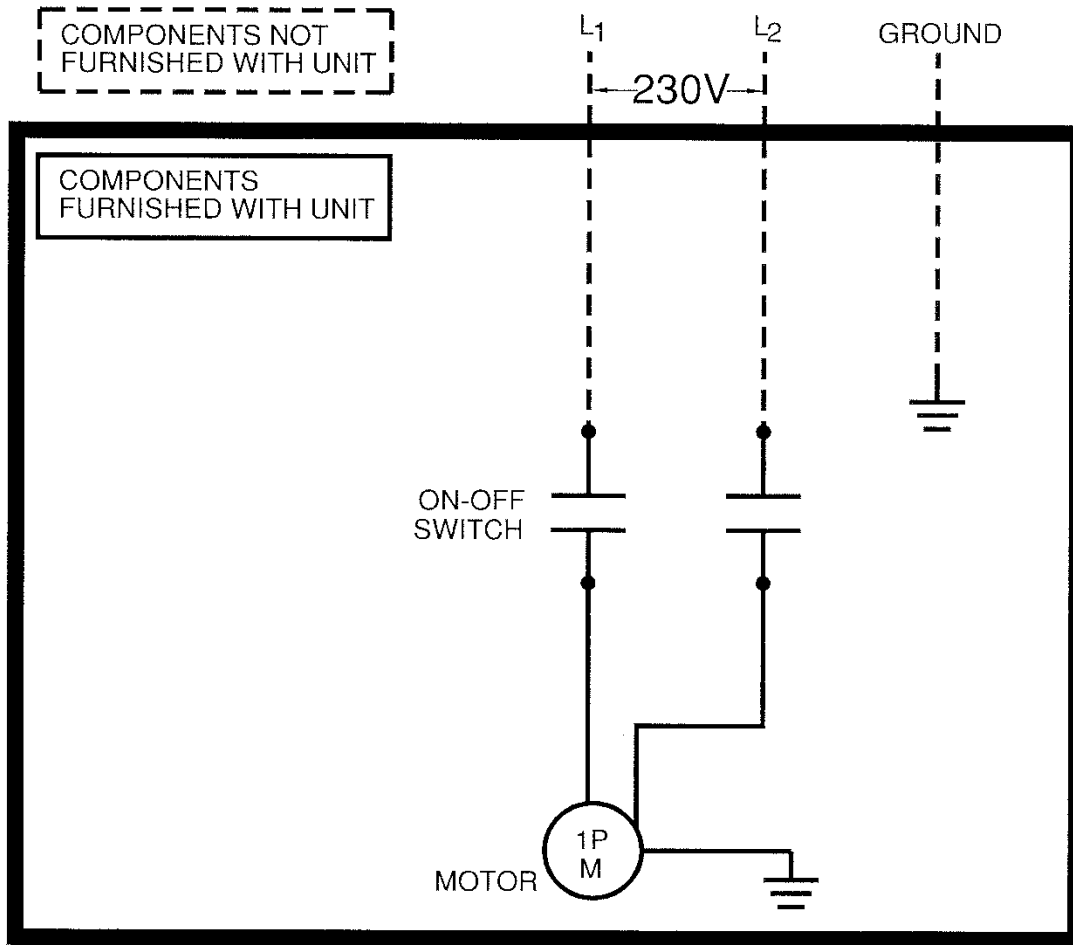 COMPONENTS NOT
FURNISHED WITH UNIT
L1
L2
GROUND
230V
COMPONENTS
FURNISHED WITH UNIT
ON-OFF
SWITCH
1P
M
MOTOR